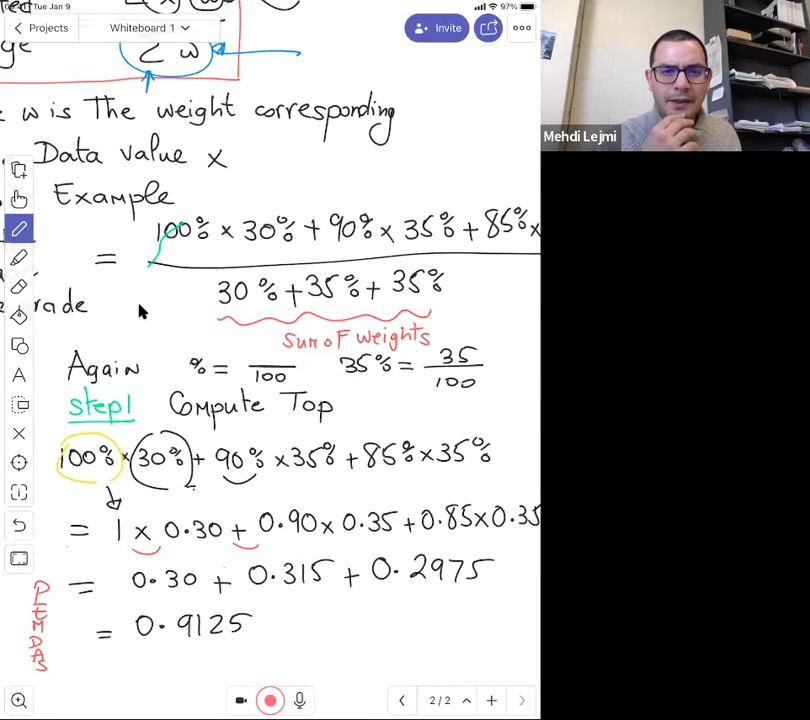 Tue Jan 9
97%
Projects
Whiteboard 1
Invite
Σ w
w is The weight corresponding
Data value x
Example
= 100% × 30% + 90% × 35% + 85% ×
30% + 35% + 35%
rade
Sum of weights
Again % = /100 35% = 35/100
Step1 Compute Top
100% × 30% + 90% × 35% + 85% × 35%
= 1 × 0.30 + 0.90 × 0.35 + 0.85 × 0.35
= 0.30 + 0.315 + 0.2975
= 0.9125
PEMDAS
2/2
Mehdi Lejmi